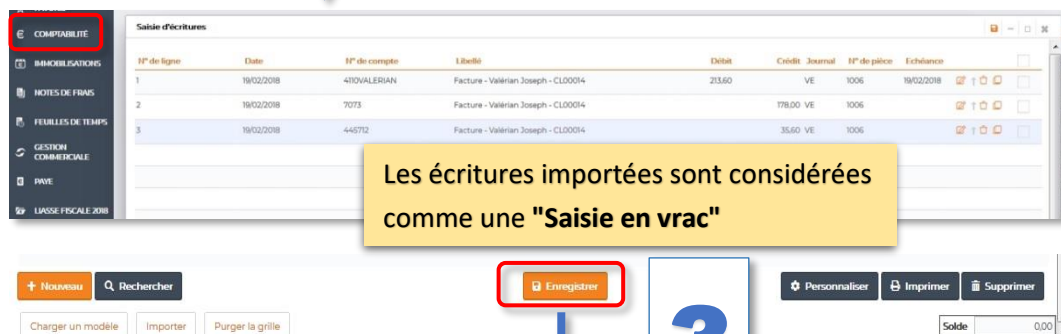 COMPTABILITÉ
IMMOBILISATIONS
NOTES DE FRAIS
FEUILLES DE TEMPS
GESTION
COMMERCIALE
PAYE
LIASSE FISCALE 2018
Saisie d'écritures
N° de ligne Date N° de compte Libellé Débit Crédit Journal N° de pièce Echéance
1 19/02/2018 4110VALERIAN Facture - Valérian Joseph - CL00014 213,60 VE 1006 19/02/2018
2 19/02/2018 7073 Facture - Valérian Joseph - CL00014 178,00 VE 1006
3 19/02/2018 445712 Facture - Valérian Joseph - CL00014 35,60 VE 1006
Les écritures importées sont considérées
comme une "Saisie en vrac"
+ Nouveau Rechercher Enregistrer Personnaliser Imprimer Supprimer
Charger un modèle Importer Purger la grille Solde 0,00